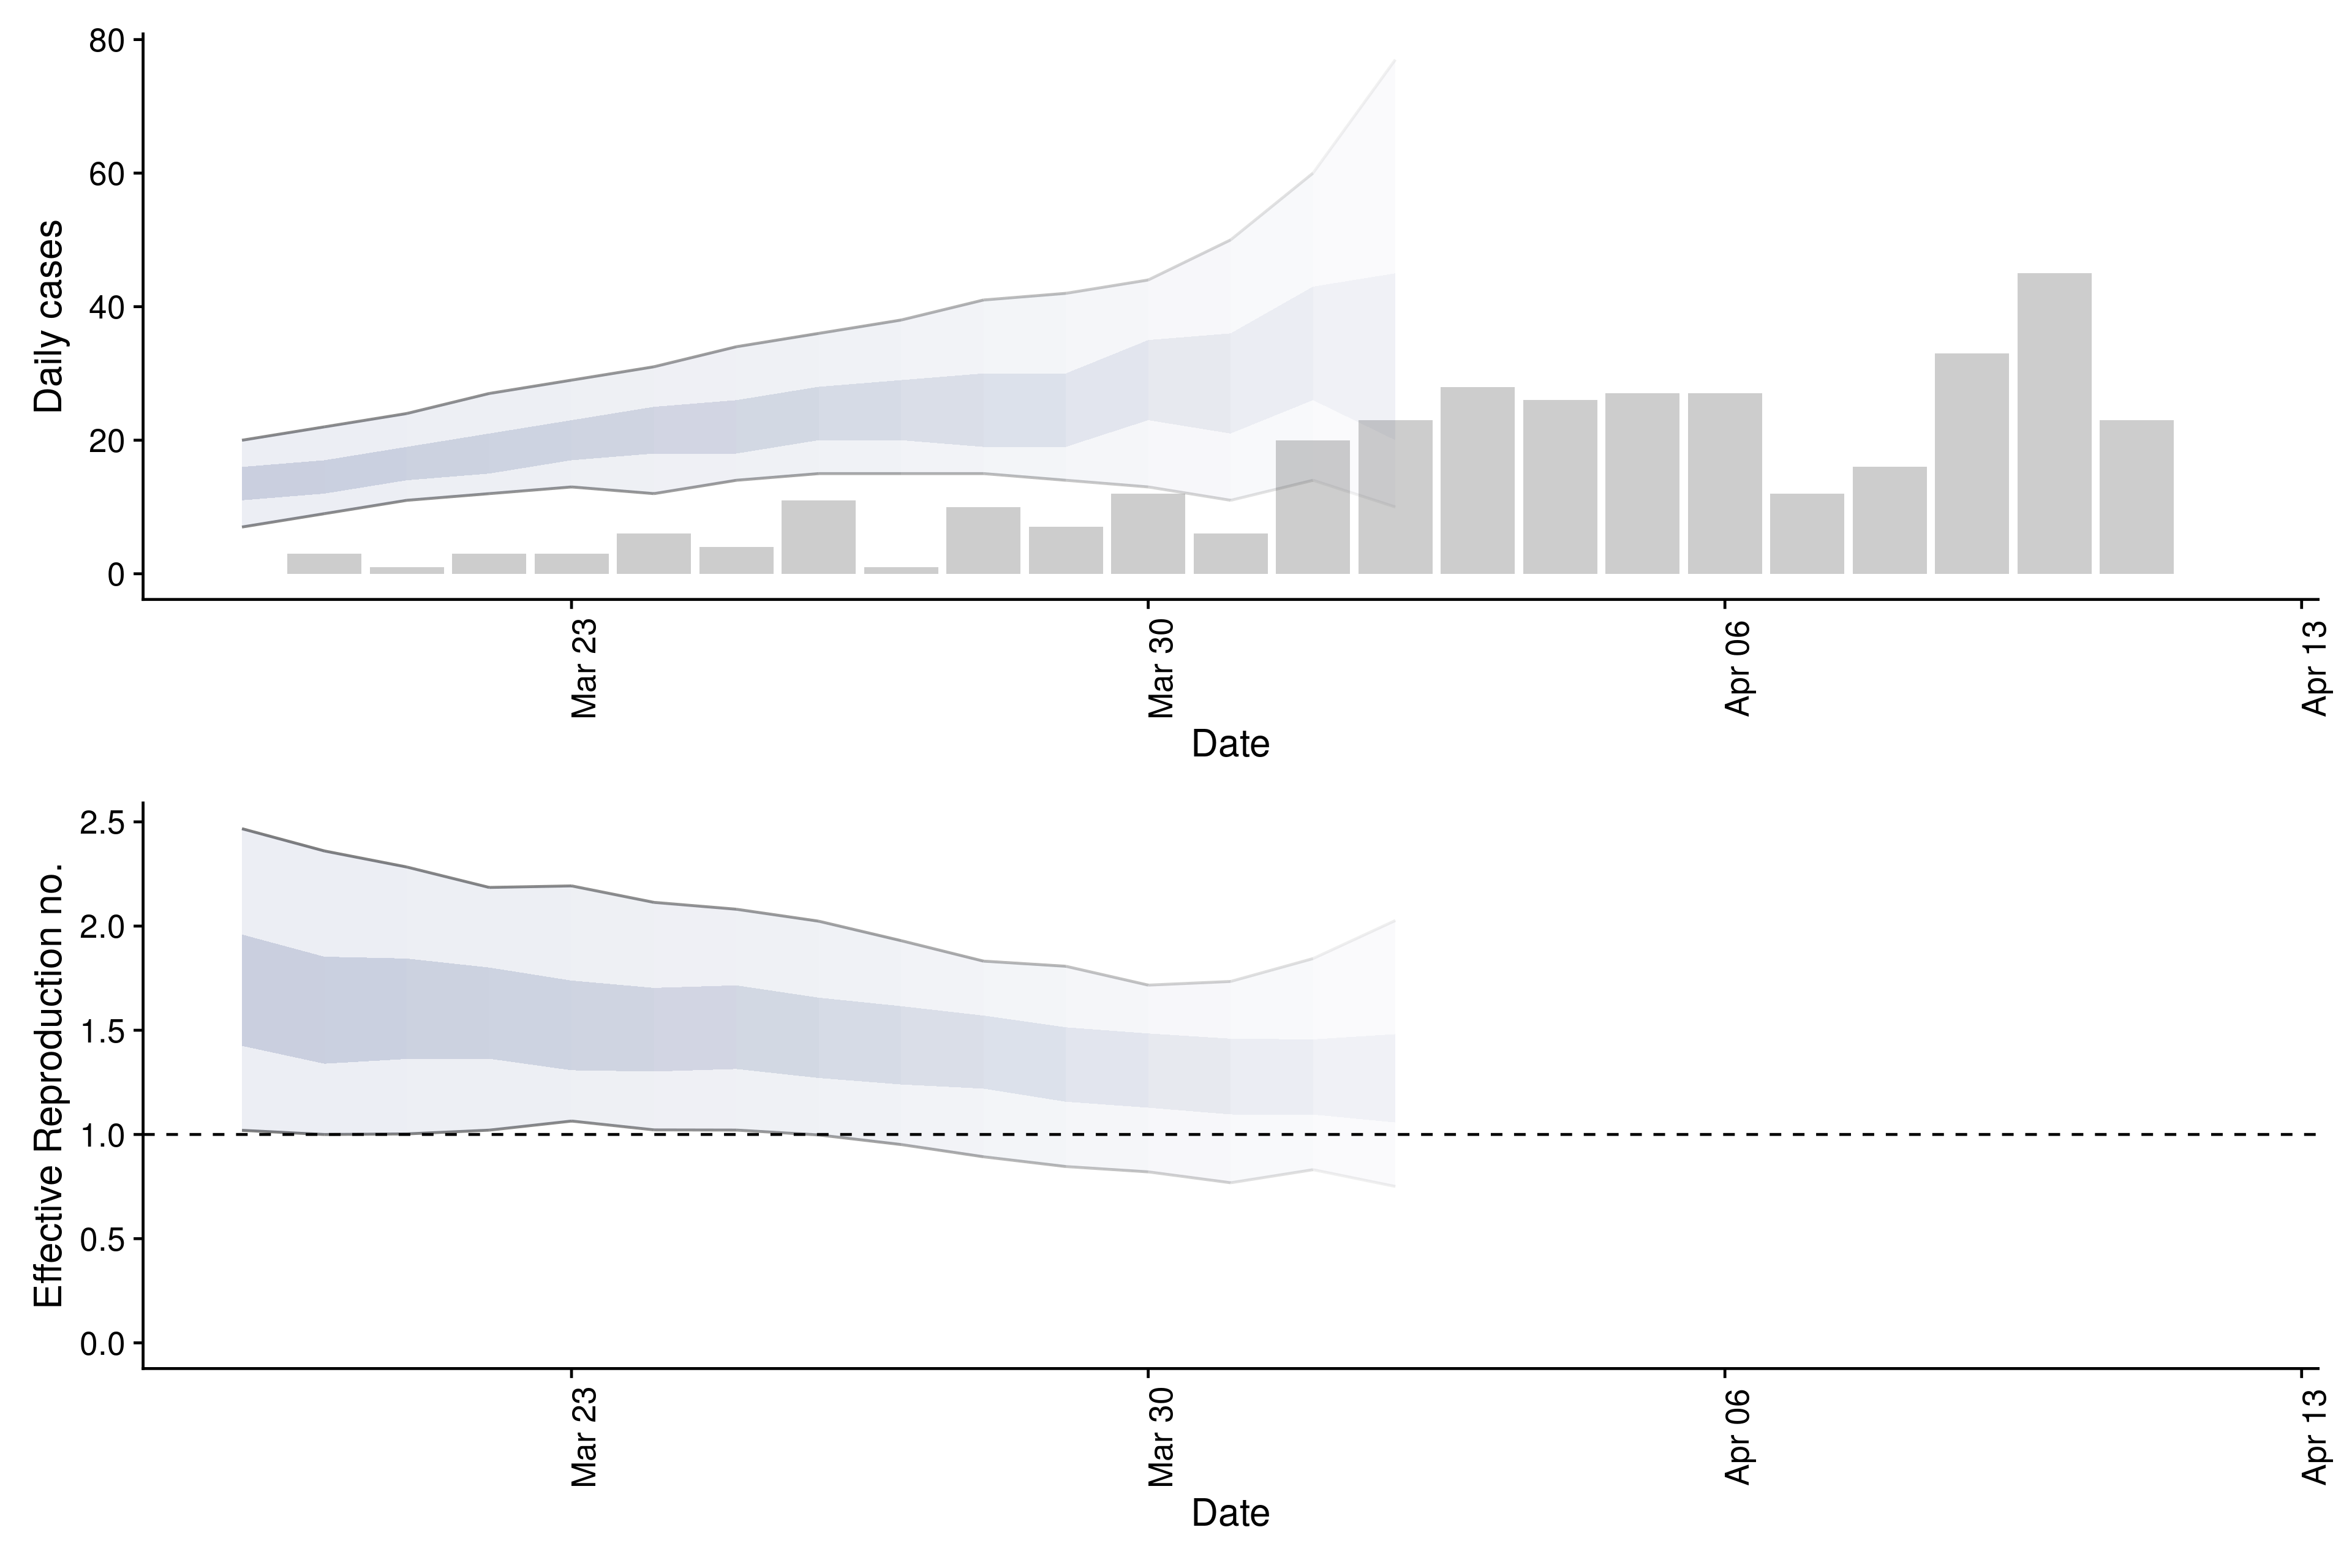 Daily cases
80
60
40
20
0
Mar 23
Mar 30
Apr 06
Apr 13
Date
Effective Reproduction no.
2.5
2.0
1.5
1.0
0.5
0.0
Mar 23
Mar 30
Apr 06
Apr 13
Date